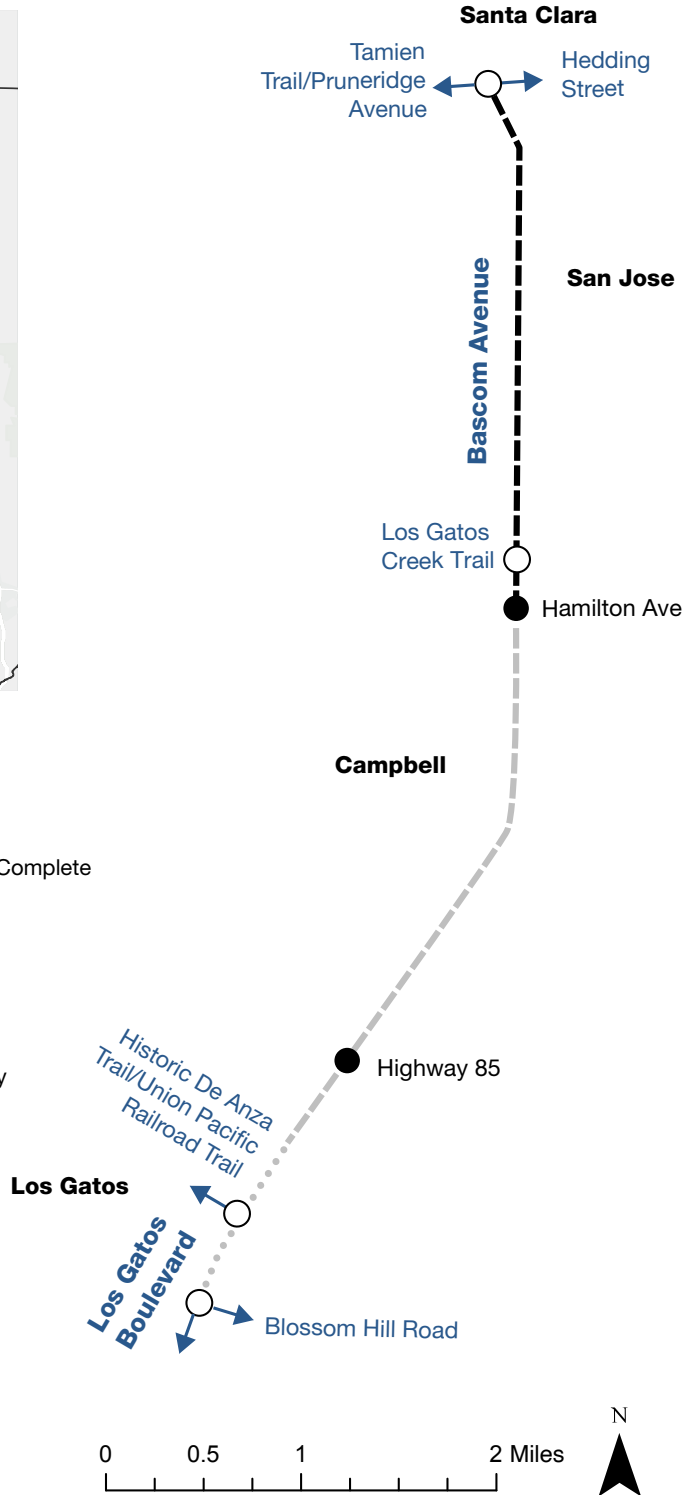 Santa Clara
Tamien
Trail/Pruneridge
Avenue
Hedding
Street
San Jose
Bascom Avenue
Los Gatos
Creek Trail
Hamilton Ave
Campbell
Complete
Highway 85
y
Historic De Anza
Trail/Union Pacific
Railroad Trail
Los Gatos
Los Gatos
Boulevard
Blossom Hill Road
N
0 0.5 1 2 Miles